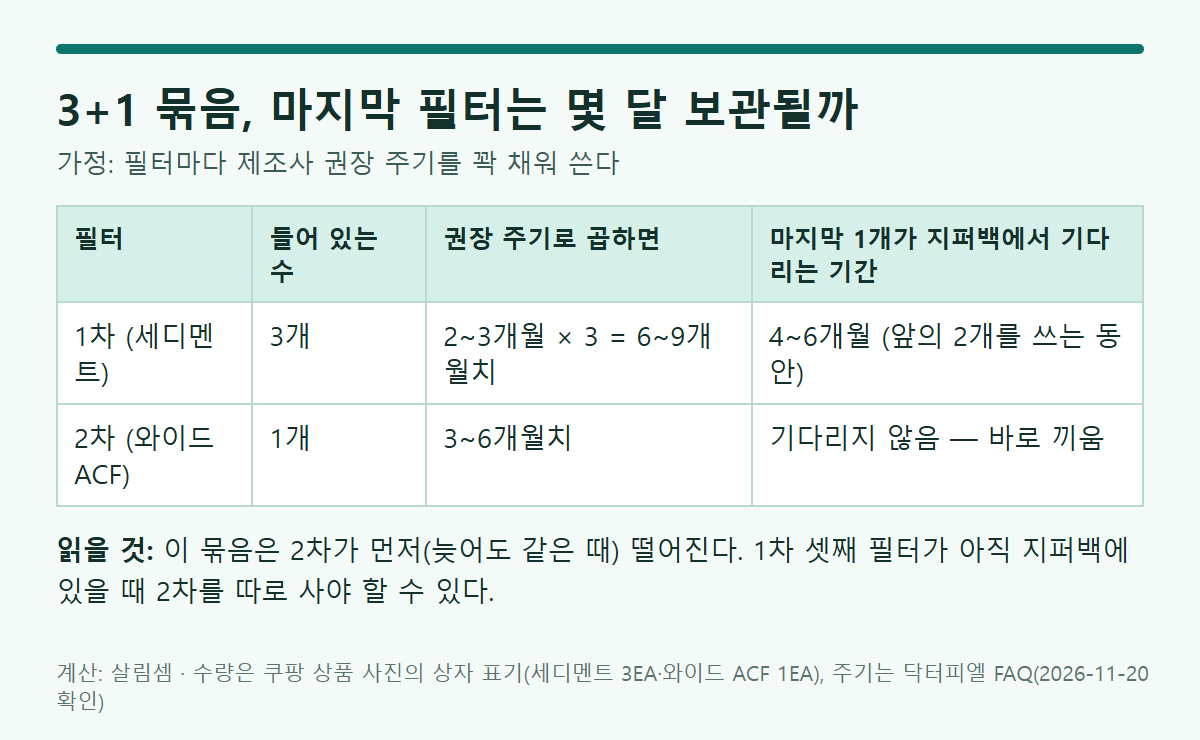 3+1 묶음, 마지막 필터는 몇 달 보관될까
가정: 필터마다 제조사 권장 주기를 꽉 채워 쓴다
필터
들어 있는
수
권장 주기로 곱하면
마지막 1개가 지퍼백에서 기다
리는 기간
1차 (세디멘
트)
3개
2~3개월 × 3 = 6~9개
월치
4~6개월 (앞의 2개를 쓰는 동
안)
2차 (와이드
ACF)
1개
3~6개월치
기다리지 않음 — 바로 끼움
읽을 것: 이 묶음은 2차가 먼저(늦어도 같은 때) 떨어진다. 1차 셋째 필터가 아직 지퍼백에
있을 때 2차를 따로 사야 할 수 있다.
계산: 살림셈 · 수량은 쿠팡 상품 사진의 상자 표기(세디멘트 3EA·와이드 ACF 1EA), 주기는 닥터피엘 FAQ(2026-11-20
확인)